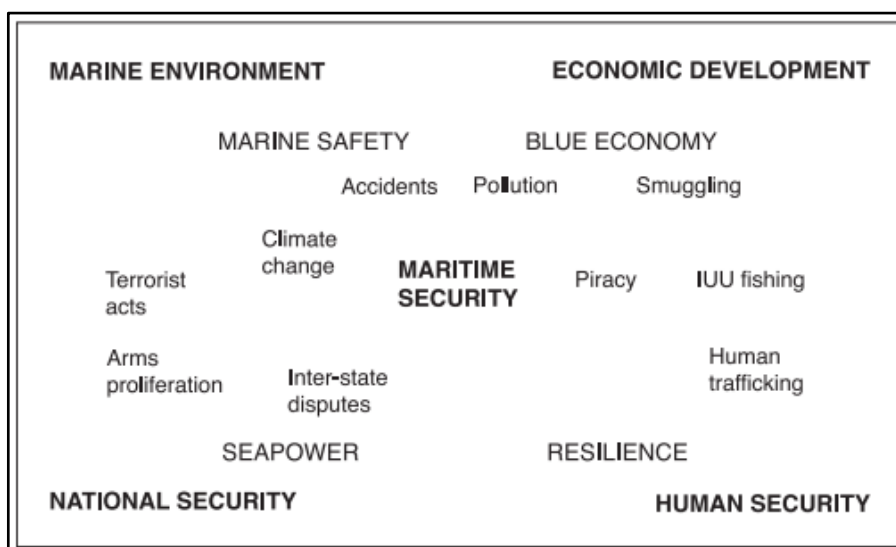 MARINE ENVIRONMENT
ECONOMIC DEVELOPMENT
MARINE SAFETY
BLUE ECONOMY
Accidents
Pollution
Smuggling
Climate
change
MARITIME
SECURITY
Terrorist
acts
Piracy
IUU fishing
Arms
proliferation
Inter-state
disputes
Human
trafficking
SEAPOWER
RESILIENCE
NATIONAL SECURITY
HUMAN SECURITY